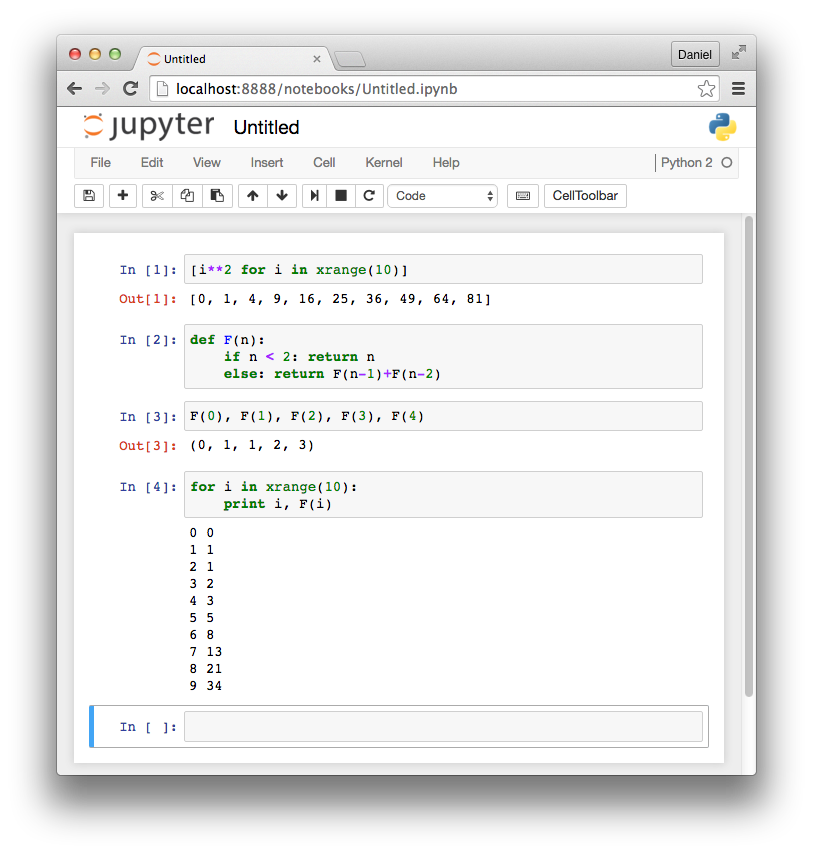 Untitled
Daniel
localhost:8888/notebooks/Untitled.ipynb
jupyter Untitled
File Edit View Insert Cell Kernel Help Python 2
Code CellToolbar
In [1]: [i**2 for i in xrange(10)]
Out[1]: [0, 1, 4, 9, 16, 25, 36, 49, 64, 81]
In [2]: def F(n):
    if n < 2: return n
    else: return F(n-1)+F(n-2)
In [3]: F(0), F(1), F(2), F(3), F(4)
Out[3]: (0, 1, 1, 2, 3)
In [4]: for i in xrange(10):
    print i, F(i)
0 0
1 1
2 1
3 2
4 3
5 5
6 8
7 13
8 21
9 34
In [ ]: